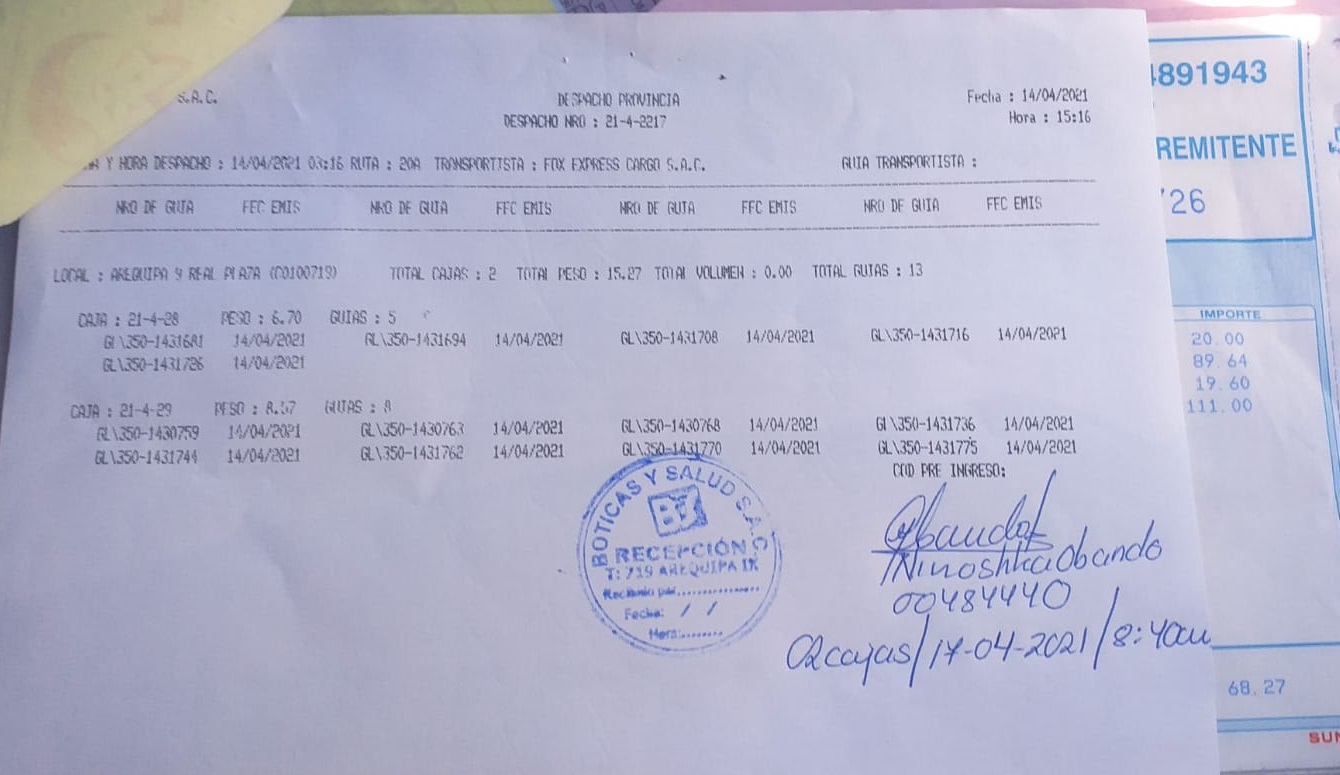 S.A.C.
DESPACHO PROVINCIA
Fecha : 14/04/2021
DESPACHO NRO : 21-4-2217
Hora : 15:16
Y HORA DESPACHO : 14/04/2021 03:16 RUTA : 20A TRANSPORTISTA : FOX EXPRESS CARGO S.A.C. GUIA TRANSPORTISTA :
NRO DE GUIA FEC EMIS NRO DE GUIA FEC EMIS NRO DE GUIA FEC EMIS NRO DE GUIA FEC EMIS
LOCAL : AREQUIPA 9 REAL PLAZA (C0100719) TOTAL CAJAS : 2 TOTAL PESO : 15.27 TOTAL VOLUMEN : 0.00 TOTAL GUIAS : 13
CAJA : 21-4-28 PESO : 6.70 GUIAS : 5
GL\350-1431681 14/04/2021 GL\350-1431694 14/04/2021 GL\350-1431708 14/04/2021 GL\350-1431716 14/04/2021
GL\350-1431726 14/04/2021
CAJA : 21-4-29 PESO : 8.57 GUIAS : 8
GL\350-1430759 14/04/2021 GL\350-1430763 14/04/2021 GL\350-1430768 14/04/2021 GL\350-1431736 14/04/2021
GL\350-1431744 14/04/2021 GL\350-1431762 14/04/2021 GL\350-1431770 14/04/2021 GL\350-1431775 14/04/2021
COD PRE INGRESO:
BOTICAS Y SALUD S.A.C
RECEPCIÓN
T: 719 AREQUIPA IX
Recibido por..............
Fecha: / /
Hora:........
Ninoshka Obando
00484440
02 cajas/17-04-2021/8:40am
891943
REMITENTE
26
IMPORTE
20.00
89.64
19.60
111.00
68.27
SUN